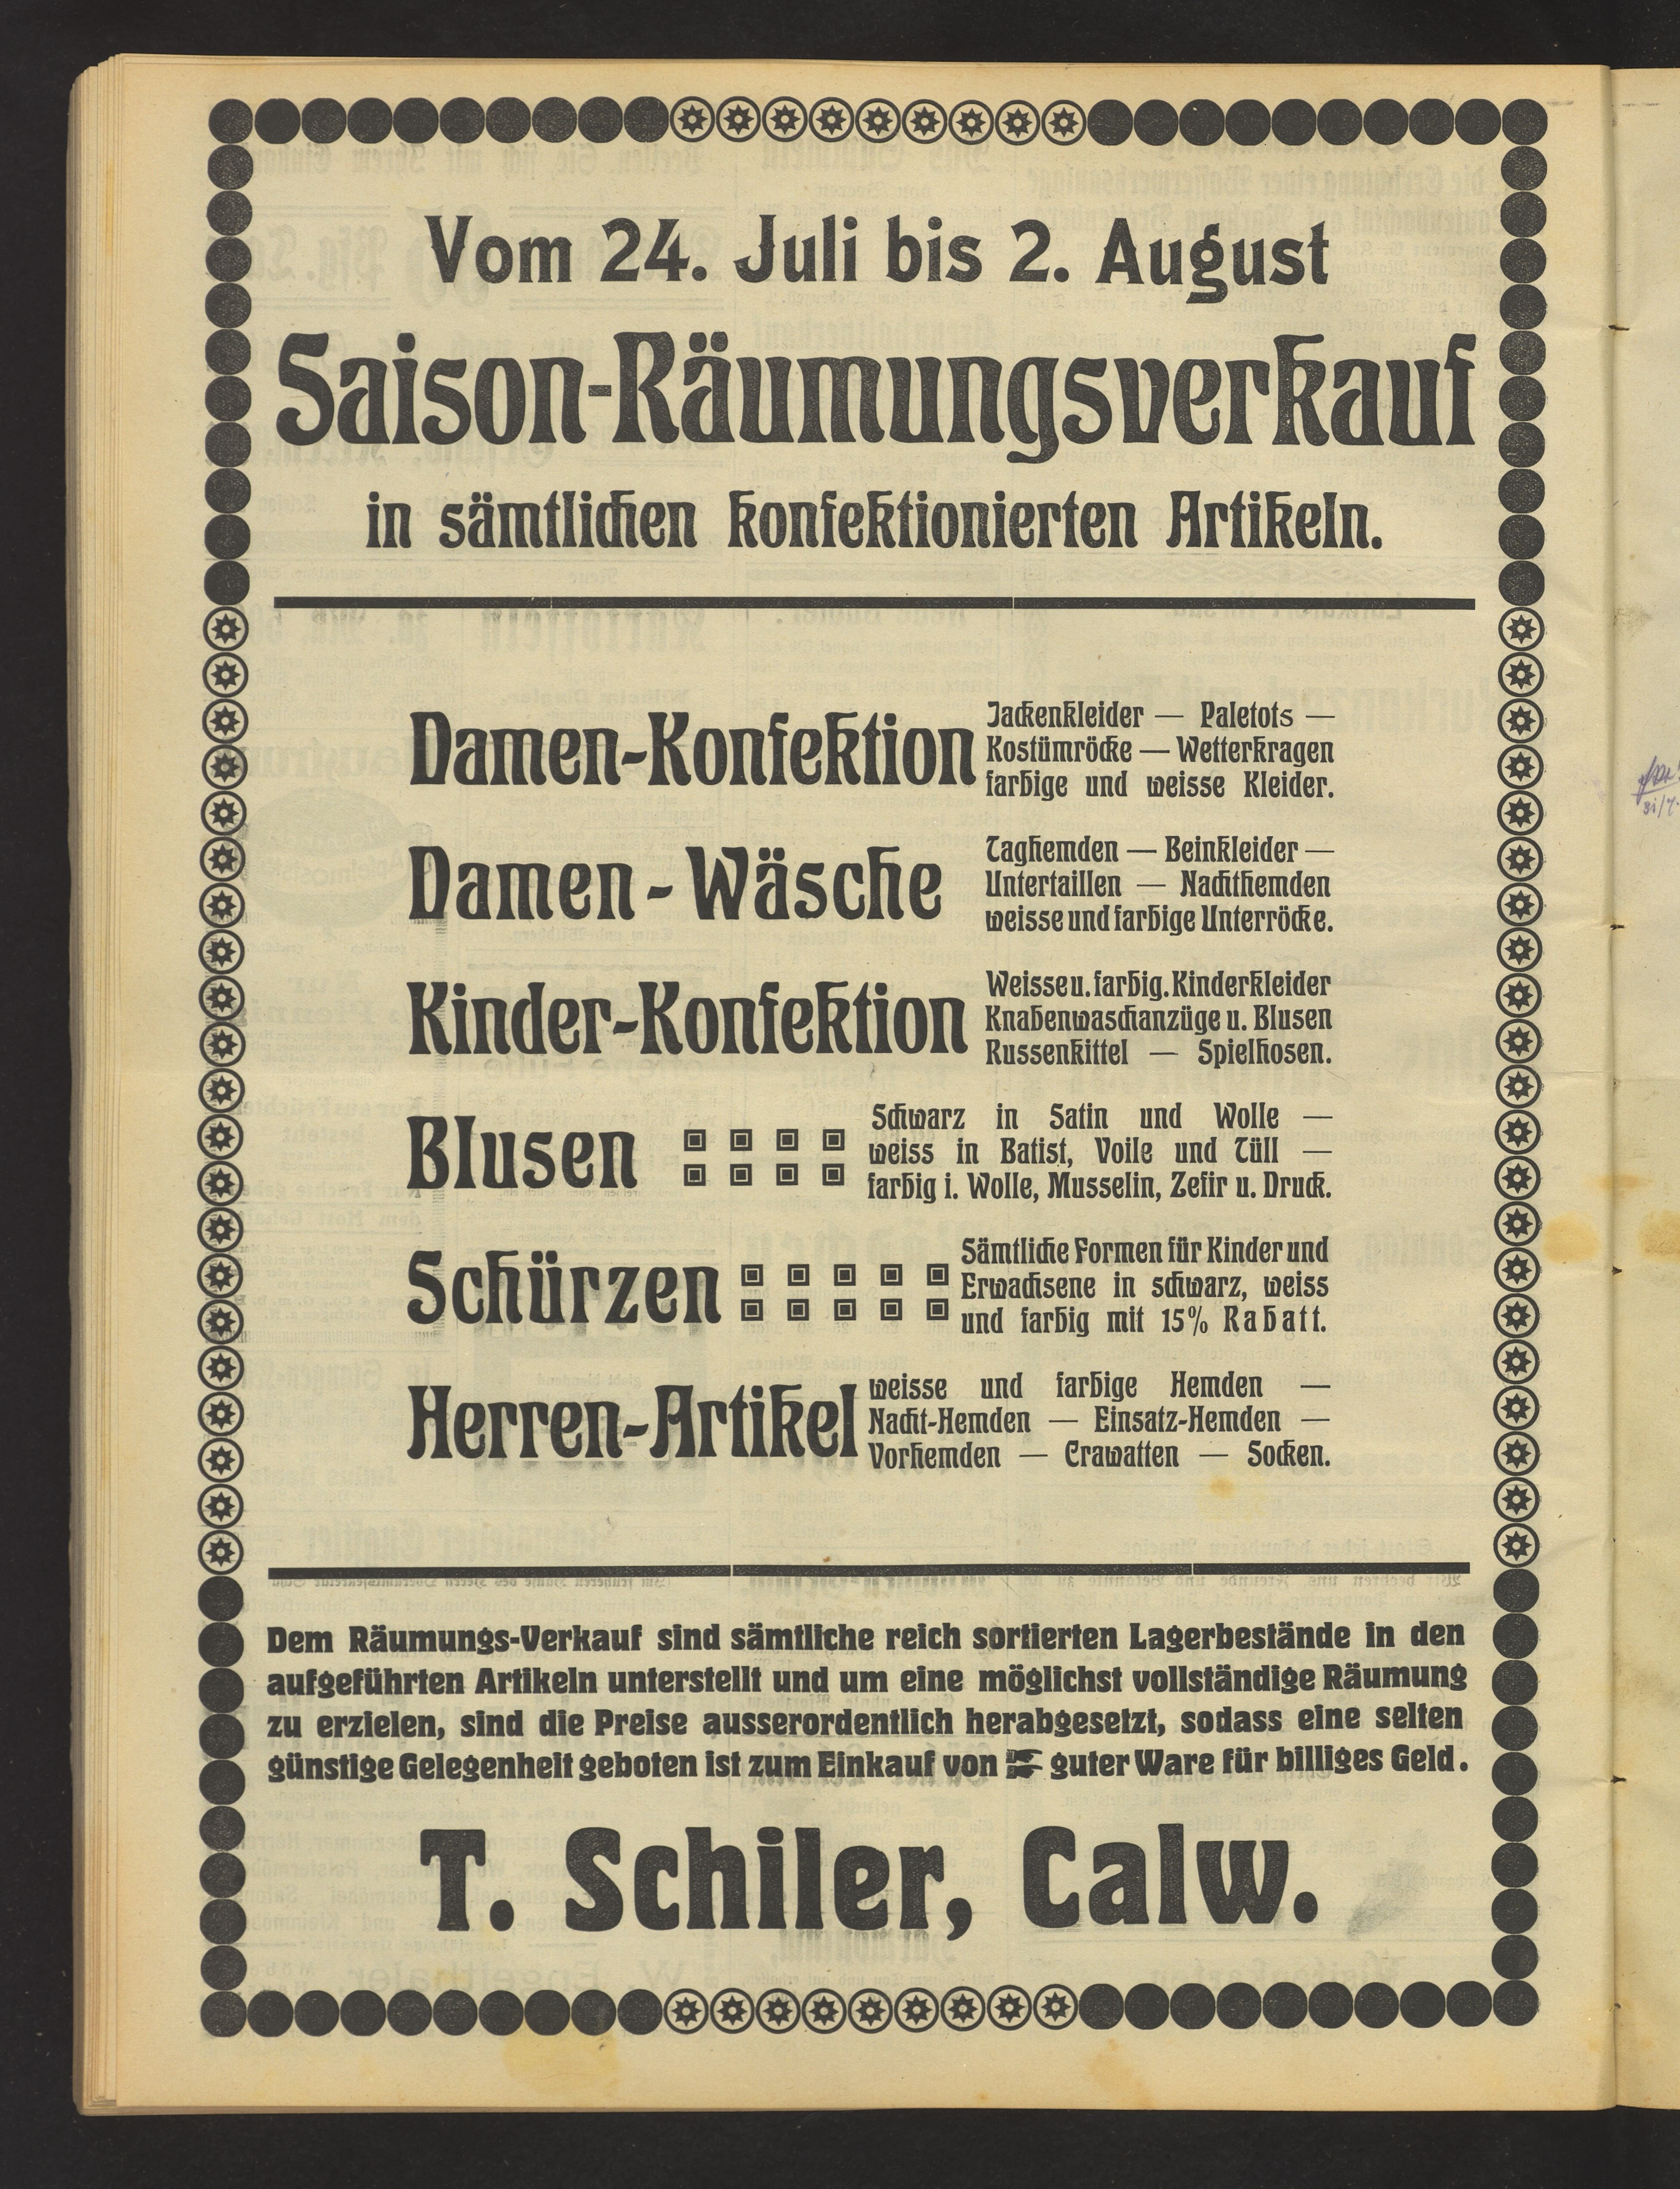 Vom 24. Juli bis 2. August
Saison-Räumungsverkauf
in sämtlichen konfektionierten Artikeln.
Damen-Konfektion
Jackenkleider — Paletots —
Kostümröcke — Wetterkragen
farbige und weisse Kleider.
Damen-Wäsche
Taghemden — Beinkleider —
Untertaillen — Nachthemden
weisse und farbige Unterröcke.
Kinder-Konfektion
Weisse u. farbig. Kinderkleider
Knabenwaschanzüge u. Blusen
Russenkittel — Spielhosen.
Blusen
Schwarz in Satin und Wolle —
weiss in Batist, Voile und Tüll —
farbig i. Wolle, Musselin, Zefir u. Druck.
Schürzen
Sämtliche Formen für Kinder und
Erwachsene in schwarz, weiss
und farbig mit 15% Rabatt.
Herren-Artikel
weisse und farbige Hemden —
Nacht-Hemden — Einsatz-Hemden —
Vorhemden — Crawatten — Socken.
Dem Räumungs-Verkauf sind sämtliche reich sortierten Lagerbestände in den
aufgeführten Artikeln unterstellt und um eine möglichst vollständige Räumung
zu erzielen, sind die Preise ausserordentlich herabgesetzt, sodass eine selten
günstige Gelegenheit geboten ist zum Einkauf von ☛ guter Ware für billiges Geld.
T. Schiler, Calw.